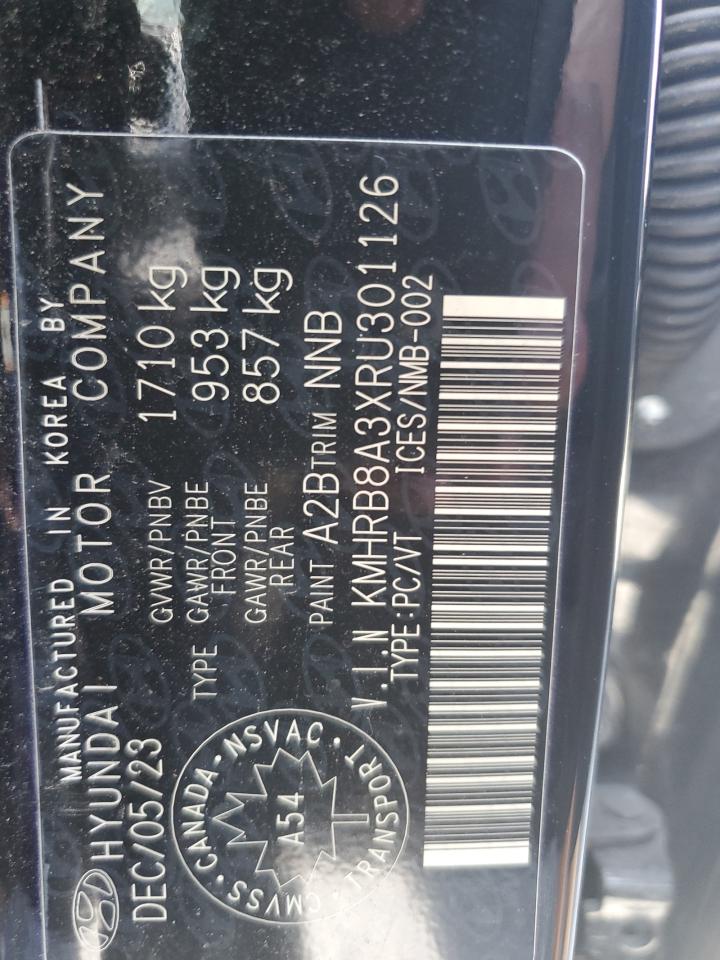 MANUFACTURED IN KOREA BY
HYUNDAI MOTOR COMPANY
DEC/05/23 GVWR/PNBV 1710 kg
TYPE GAWR/PNBE FRONT 953 kg
GAWR/PNBE REAR 857 kg
CANADA · NSVAC · TRANSPORT · CMVSS ·
A54
PAINT A2B TRIM NNB
V.I.N KMHRB8A3XRU301126
TYPE:PC/VT ICES/NMB-002